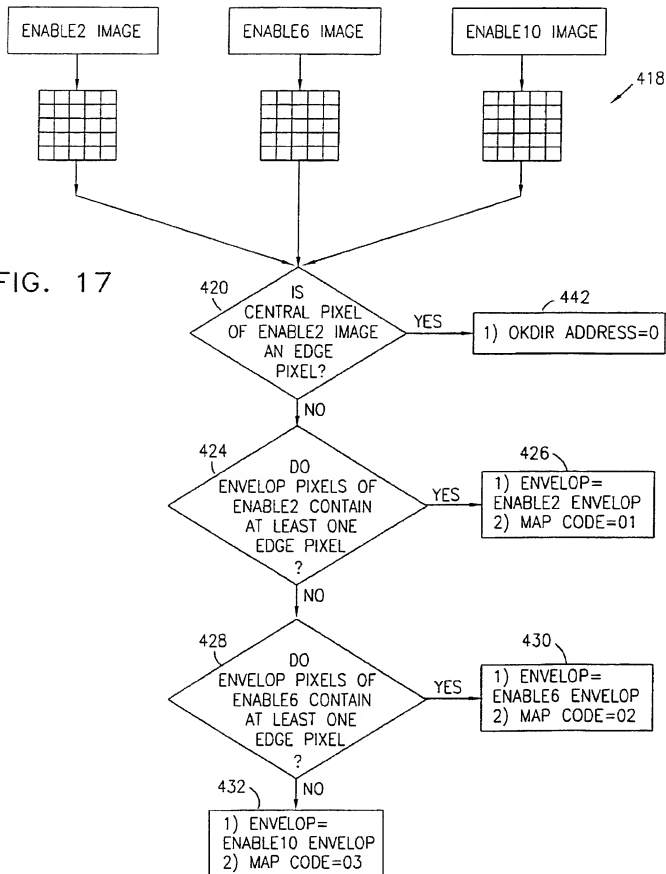 ENABLE2 IMAGE
ENABLE6 IMAGE
ENABLE10 IMAGE
418
FIG. 17
420
IS
CENTRAL PIXEL
OF ENABLE2 IMAGE
AN EDGE
PIXEL?
YES
442
1) OKDIR ADDRESS=0
NO
424
DO
ENVELOP PIXELS OF
ENABLE2 CONTAIN
AT LEAST ONE
EDGE PIXEL
?
YES
426
1) ENVELOP=
ENABLE2 ENVELOP
2) MAP CODE=01
NO
428
DO
ENVELOP PIXELS OF
ENABLE6 CONTAIN
AT LEAST ONE
EDGE PIXEL
?
YES
430
1) ENVELOP=
ENABLE6 ENVELOP
2) MAP CODE=02
NO
432
1) ENVELOP=
ENABLE10 ENVELOP
2) MAP CODE=03